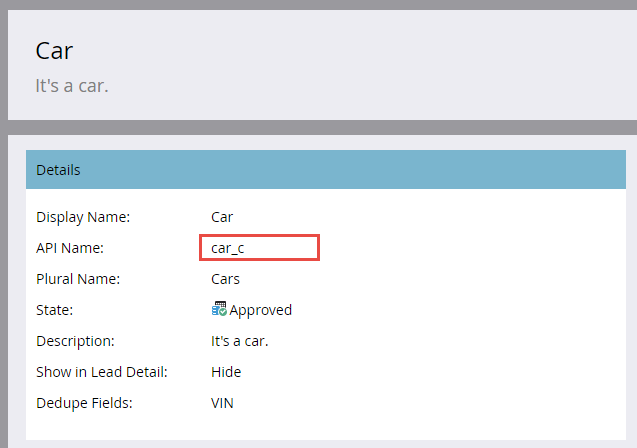 Car
It's a car.
Details
Display Name: Car
API Name: car_c
Plural Name: Cars
State: Approved
Description: It's a car.
Show in Lead Detail: Hide
Dedupe Fields: VIN